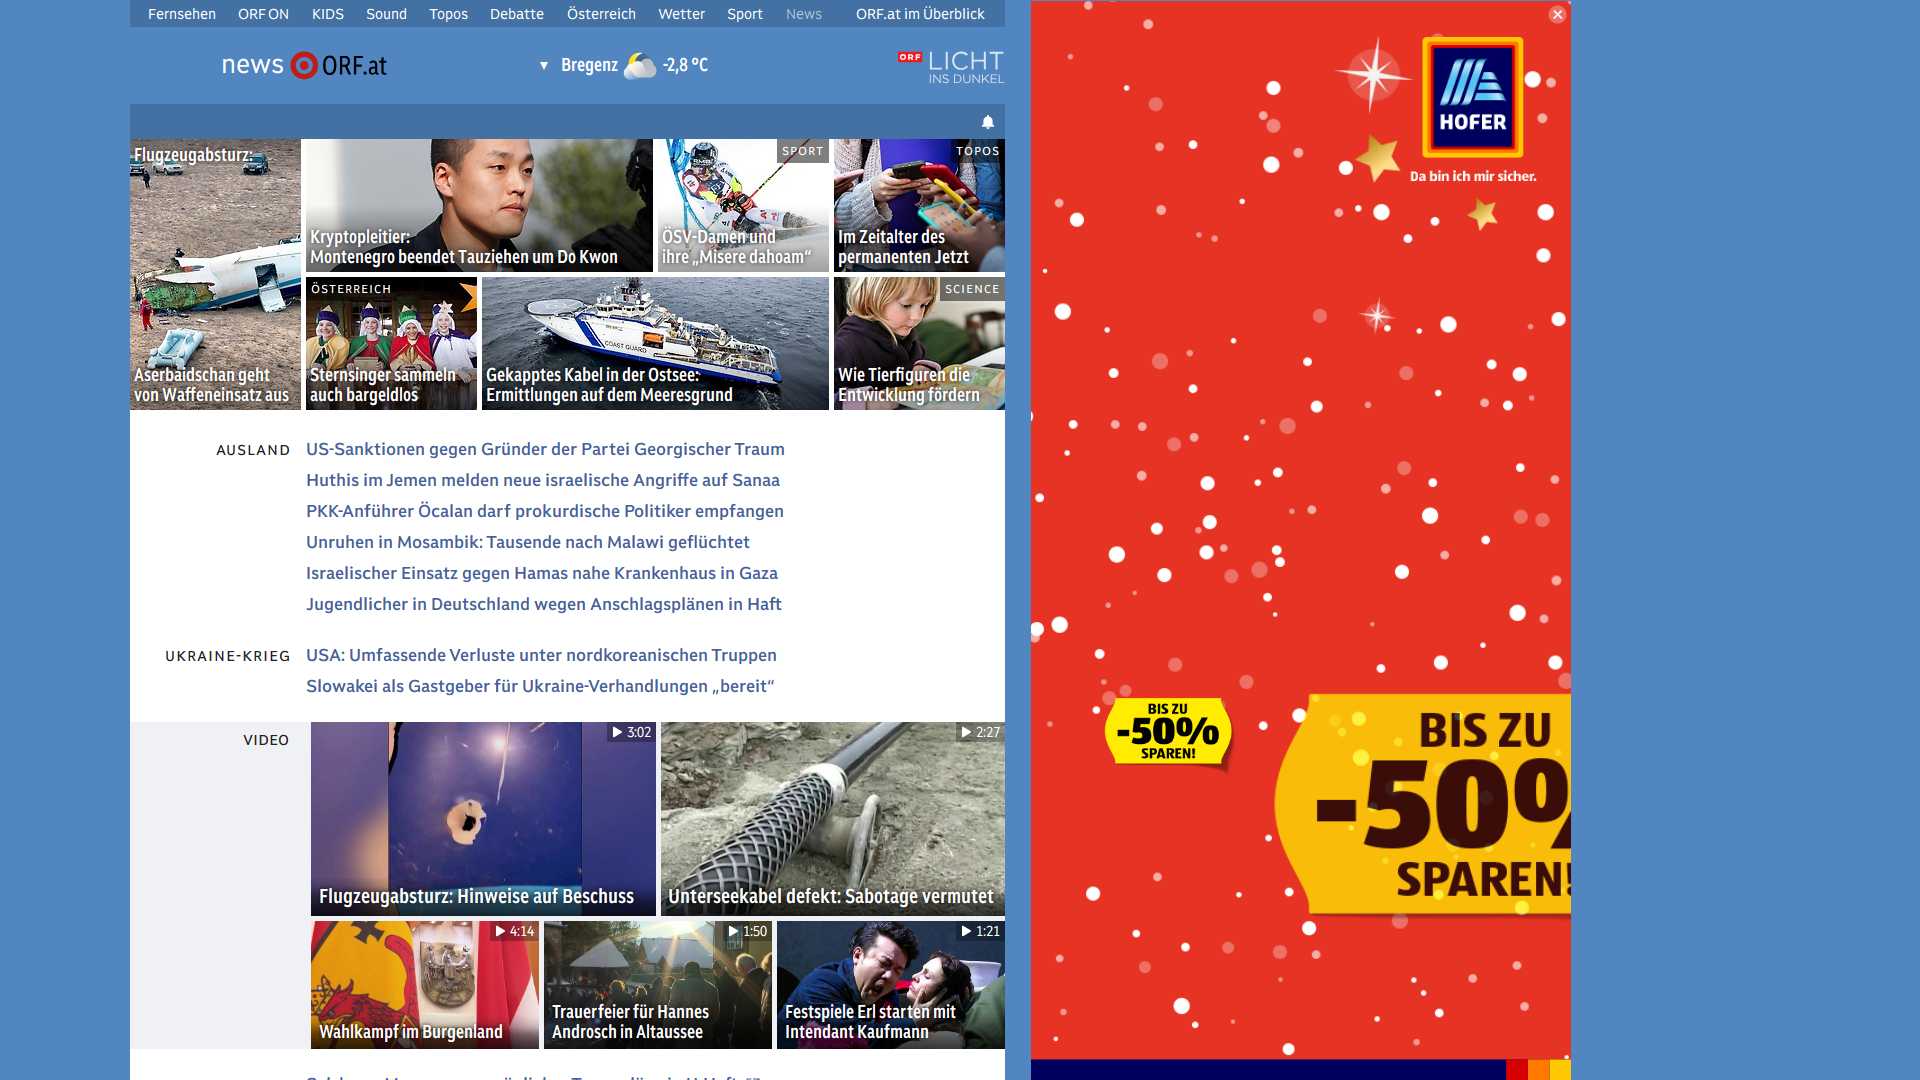 Fernsehen ORF ON KIDS Sound Topos Debatte Österreich Wetter Sport News ORF.at im Überblick
news ORF.at
Bregenz -2,8 °C
ORF LICHT
INS DUNKEL
Flugzeugabsturz:
Aserbaidschan geht
von Waffeneinsatz aus
Kryptopleitier:
Montenegro beendet Tauziehen um Do Kwon
SPORT
ÖSV-Damen und
ihre „Misere dahoam“
TOPOS
Im Zeitalter des
permanenten Jetzt
ÖSTERREICH
Sternsinger sammeln
auch bargeldlos
COAST GUARD
Gekapptes Kabel in der Ostsee:
Ermittlungen auf dem Meeresgrund
SCIENCE
Wie Tierfiguren die
Entwicklung fördern
AUSLAND
US-Sanktionen gegen Gründer der Partei Georgischer Traum
Huthis im Jemen melden neue israelische Angriffe auf Sanaa
PKK-Anführer Öcalan darf prokurdische Politiker empfangen
Unruhen in Mosambik: Tausende nach Malawi geflüchtet
Israelischer Einsatz gegen Hamas nahe Krankenhaus in Gaza
Jugendlicher in Deutschland wegen Anschlagsplänen in Haft
UKRAINE-KRIEG
USA: Umfassende Verluste unter nordkoreanischen Truppen
Slowakei als Gastgeber für Ukraine-Verhandlungen „bereit“
VIDEO
3:02
Flugzeugabsturz: Hinweise auf Beschuss
2:27
Unterseekabel defekt: Sabotage vermutet
4:14
Wahlkampf im Burgenland
1:50
Trauerfeier für Hannes
Androsch in Altaussee
1:21
Festspiele Erl starten mit
Intendant Kaufmann
HOFER
Da bin ich mir sicher.
BIS ZU
-50%
SPAREN!
BIS ZU
-50%
SPAREN!